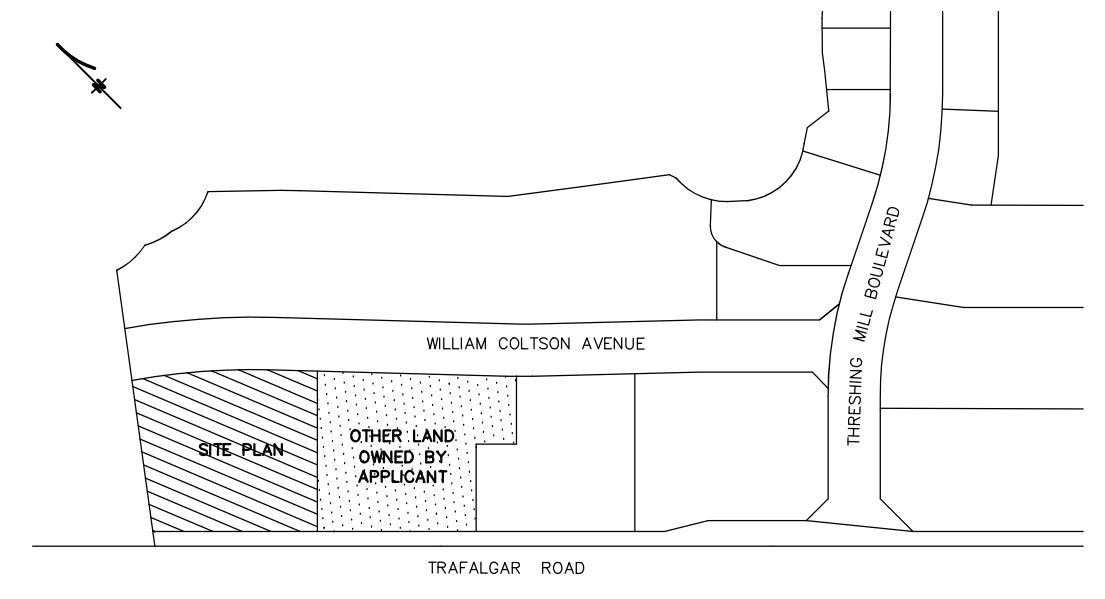 THRESHING MILL BOULEVARD
WILLIAM COLTSON AVENUE
SITE PLAN
OTHER LAND
OWNED BY
APPLICANT
TRAFALGAR ROAD